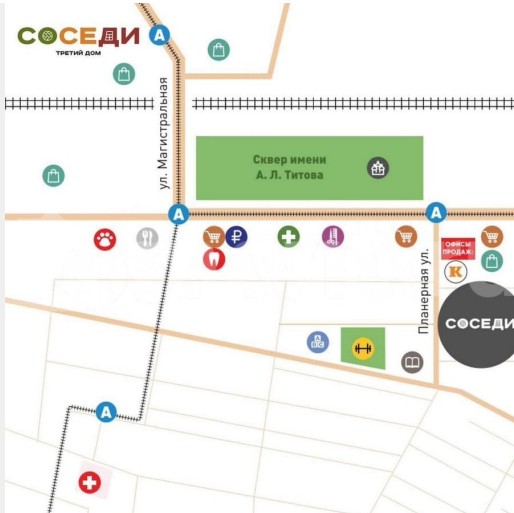 СОСЕДИ
ТРЕТИЙ ДОМ
А
ул. Магистральная
Сквер имени
А. Л. Титова
А
А
₽
Планерная ул.
ОФИСЫ
ПРОДАЖ:
К
СОСЕДИ
А